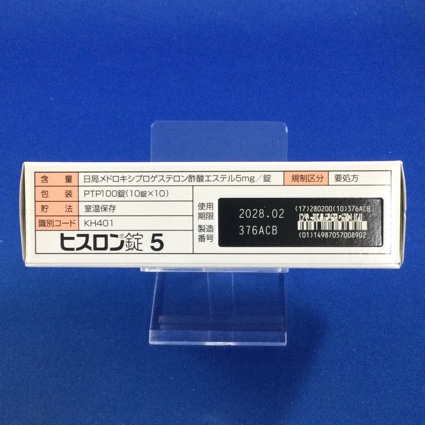 含 量 日局メドロキシプロゲステロン酢酸エステル5mg/錠 規制区分 要処方
包 装 PTP100錠(10錠×10)
貯 法 室温保存
識別コード KH401
ヒスロン®錠 5
使用期限 2028.02
製造番号 376ACB
(17)280200(10)376ACB
(01)14987057008902